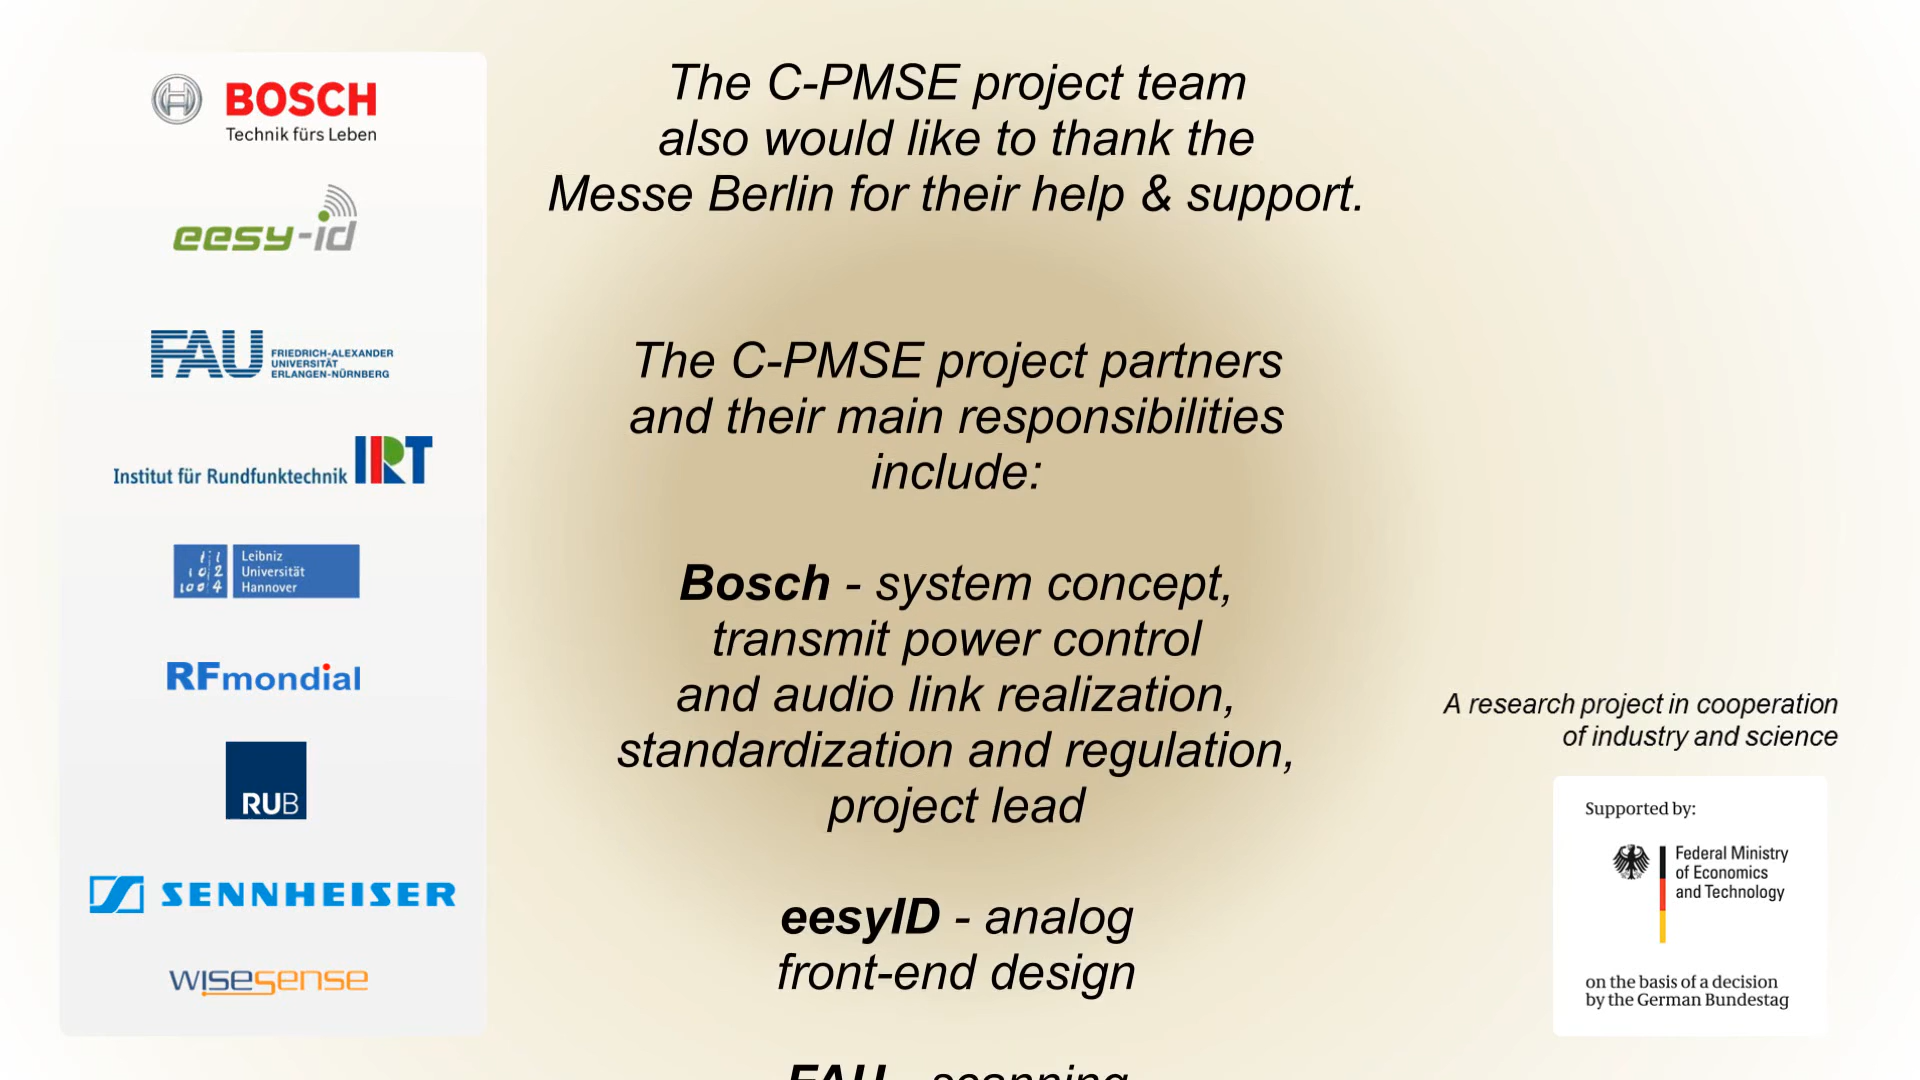 BOSCH
Technik fürs Leben
eesy-id
FAU
FRIEDRICH-ALEXANDER
UNIVERSITÄT
ERLANGEN-NÜRNBERG
Institut für Rundfunktechnik IRT
Leibniz
Universität
Hannover
RFmondial
RUB
SENNHEISER
wisesense
The C-PMSE project team
also would like to thank the
Messe Berlin for their help & support.
The C-PMSE project partners
and their main responsibilities
include:
Bosch - system concept,
transmit power control
and audio link realization,
standardization and regulation,
project lead
eesyID - analog
front-end design
FAU - scanning
A research project in cooperation
of industry and science
Supported by:
Federal Ministry
of Economics
and Technology
on the basis of a decision
by the German Bundestag